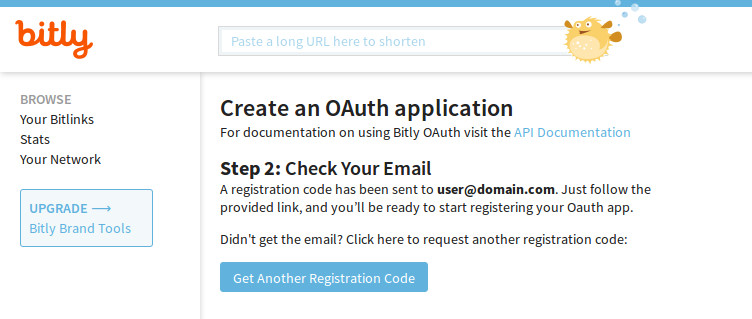 bitly
Paste a long URL here to shorten
BROWSE
Your Bitlinks
Stats
Your Network
UPGRADE ⟶
Bitly Brand Tools
Create an OAuth application
For documentation on using Bitly OAuth visit the API Documentation
Step 2: Check Your Email
A registration code has been sent to user@domain.com. Just follow the
provided link, and you’ll be ready to start registering your Oauth app.
Didn't get the email? Click here to request another registration code:
Get Another Registration Code